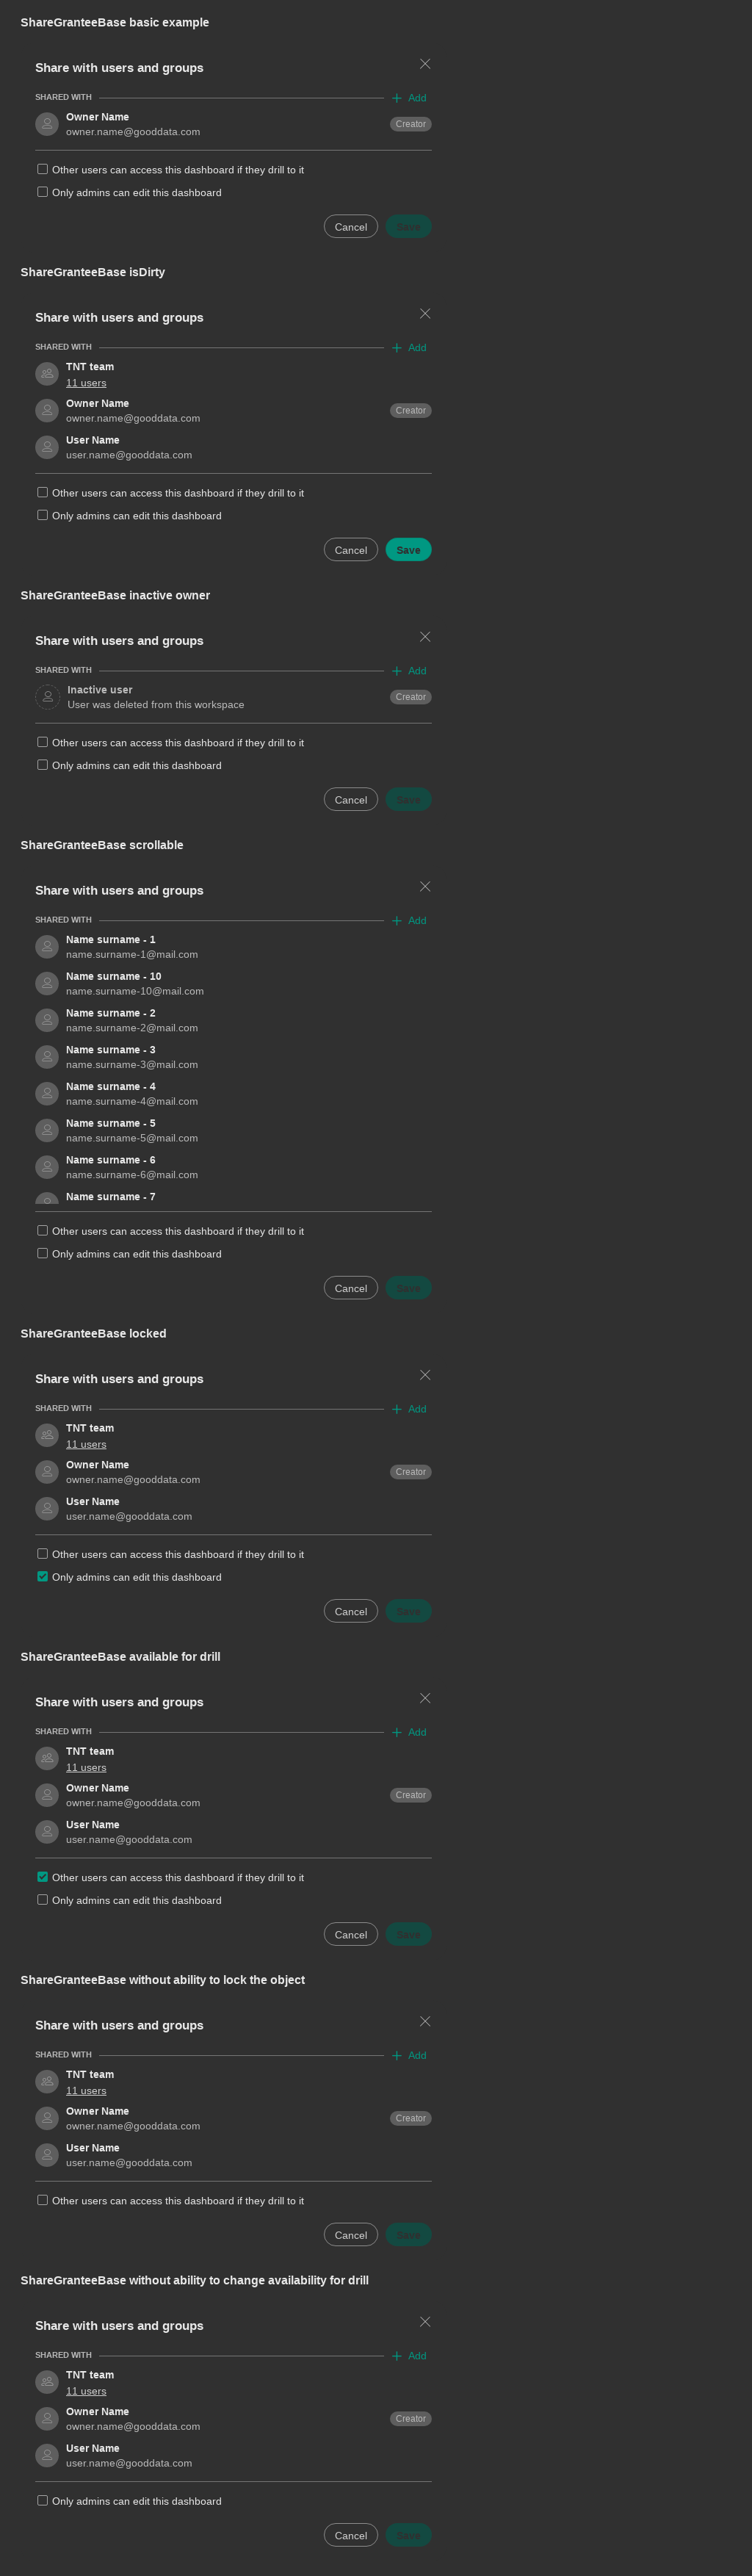 ShareGranteeBase basic example
Share with users and groups
SHARED WITH
Add
Owner Name
owner.name@gooddata.com
Creator
Other users can access this dashboard if they drill to it
Only admins can edit this dashboard
Cancel
Save
ShareGranteeBase isDirty
Share with users and groups
SHARED WITH
Add
TNT team
11 users
Owner Name
owner.name@gooddata.com
Creator
User Name
user.name@gooddata.com
Other users can access this dashboard if they drill to it
Only admins can edit this dashboard
Cancel
Save
ShareGranteeBase inactive owner
Share with users and groups
SHARED WITH
Add
Inactive user
User was deleted from this workspace
Creator
Other users can access this dashboard if they drill to it
Only admins can edit this dashboard
Cancel
Save
ShareGranteeBase scrollable
Share with users and groups
SHARED WITH
Add
Name surname - 1
name.surname-1@mail.com
Name surname - 10
name.surname-10@mail.com
Name surname - 2
name.surname-2@mail.com
Name surname - 3
name.surname-3@mail.com
Name surname - 4
name.surname-4@mail.com
Name surname - 5
name.surname-5@mail.com
Name surname - 6
name.surname-6@mail.com
Name surname - 7
Other users can access this dashboard if they drill to it
Only admins can edit this dashboard
Cancel
Save
ShareGranteeBase locked
Share with users and groups
SHARED WITH
Add
TNT team
11 users
Owner Name
owner.name@gooddata.com
Creator
User Name
user.name@gooddata.com
Other users can access this dashboard if they drill to it
Only admins can edit this dashboard
Cancel
Save
ShareGranteeBase available for drill
Share with users and groups
SHARED WITH
Add
TNT team
11 users
Owner Name
owner.name@gooddata.com
Creator
User Name
user.name@gooddata.com
Other users can access this dashboard if they drill to it
Only admins can edit this dashboard
Cancel
Save
ShareGranteeBase without ability to lock the object
Share with users and groups
SHARED WITH
Add
TNT team
11 users
Owner Name
owner.name@gooddata.com
Creator
User Name
user.name@gooddata.com
Other users can access this dashboard if they drill to it
Cancel
Save
ShareGranteeBase without ability to change availability for drill
Share with users and groups
SHARED WITH
Add
TNT team
11 users
Owner Name
owner.name@gooddata.com
Creator
User Name
user.name@gooddata.com
Only admins can edit this dashboard
Cancel
Save